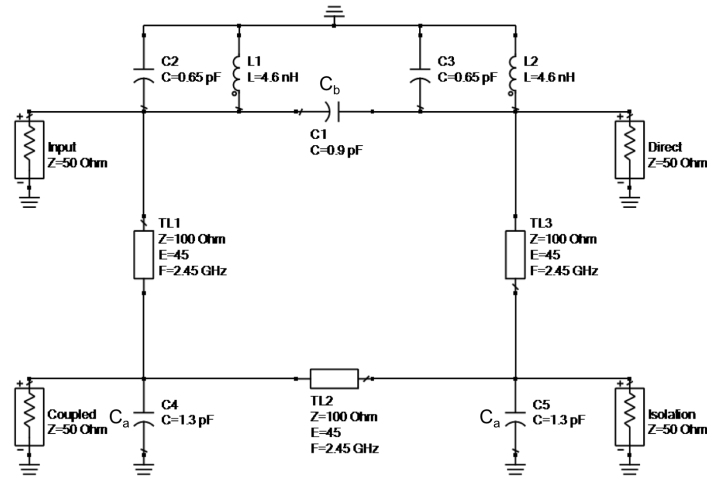 C2
C=0.65 pF
L1
L=4.6 nH
C3
C=0.65 pF
L2
L=4.6 nH
Cb
C1
C=0.9 pF
+
Input
Z=50 Ohm
−
+
Direct
Z=50 Ohm
−
TL1
Z=100 Ohm
E=45
F=2.45 GHz
TL3
Z=100 Ohm
E=45
F=2.45 GHz
+
Coupled
Z=50 Ohm
−
Ca
C4
C=1.3 pF
TL2
Z=100 Ohm
E=45
F=2.45 GHz
Ca
C5
C=1.3 pF
+
Isolation
Z=50 Ohm
−